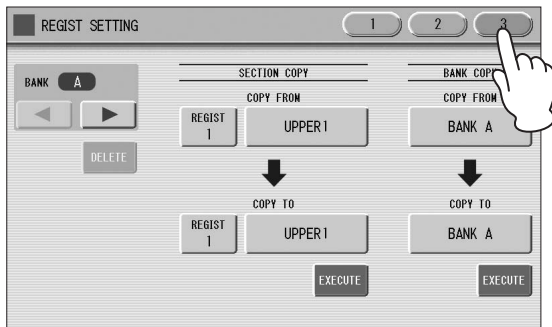 REGIST SETTING
1
2
3
BANK A
DELETE
SECTION COPY
COPY FROM
REGIST
1
UPPER1
COPY TO
REGIST
1
UPPER1
EXECUTE
BANK COPY
COPY FROM
BANK A
COPY TO
BANK A
EXECUTE